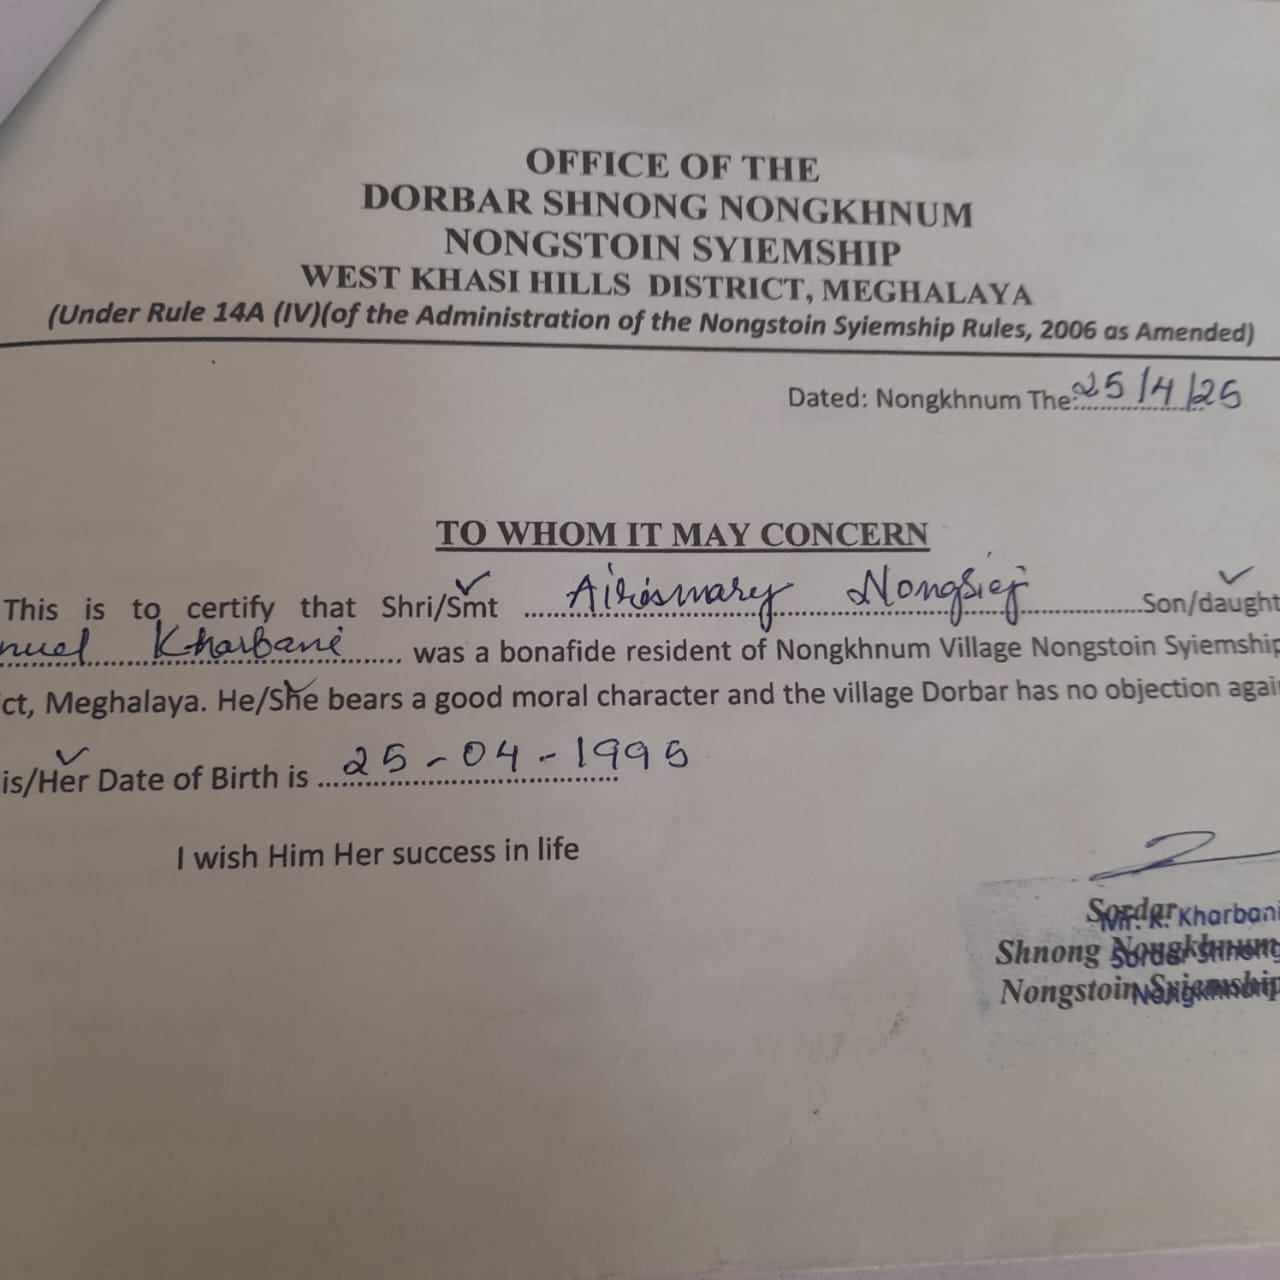 OFFICE OF THE
DORBAR SHNONG NONGKHNUM
NONGSTOIN SYIEMSHIP
WEST KHASI HILLS DISTRICT, MEGHALAYA
(Under Rule 14A (IV)(of the Administration of the Nongstoin Syiemship Rules, 2006 as Amended)
Dated: Nongkhnum The: 25/4/25
TO WHOM IT MAY CONCERN
This is to certify that Shri/Smt Airismary Nongsiej Son/daught
nuel Kharbani was a bonafide resident of Nongkhnum Village Nongstoin Syiemship
ct, Meghalaya. He/She bears a good moral character and the village Dorbar has no objection agai
is/Her Date of Birth is 25-04-1995
I wish Him Her success in life
Sordar
Mr. K. Kharbani
Shnong Nongkhnum
Sordar Shnong
Nongstoin Syiemship
Nongkhnum